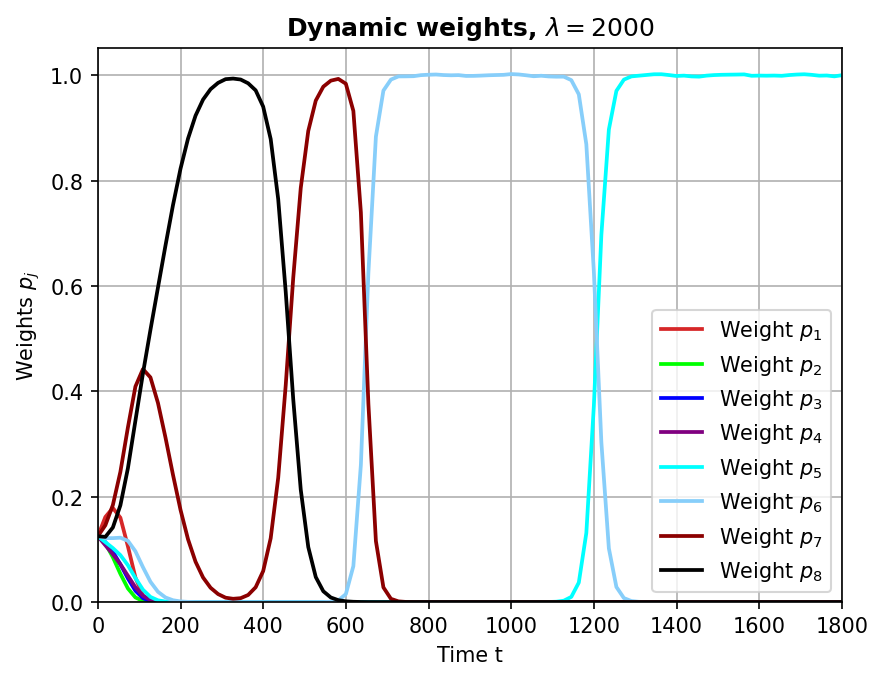 Dynamic weights, λ = 2000
Weights p_j
1.0
0.8
0.6
0.4
0.2
0.0
Weight p_1
Weight p_2
Weight p_3
Weight p_4
Weight p_5
Weight p_6
Weight p_7
Weight p_8
0 200 400 600 800 1000 1200 1400 1600 1800
Time t